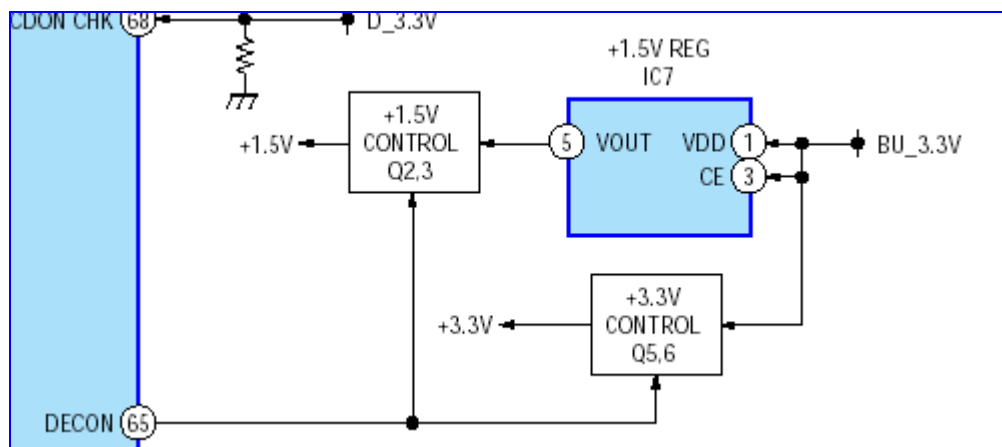 CDON CHK 68
D_3.3V
+1.5V REG
IC7
+1.5V
CONTROL
Q2,3
+1.5V
5 VOUT
VDD 1
CE 3
BU_3.3V
+3.3V
CONTROL
Q5,6
+3.3V
DECON 65